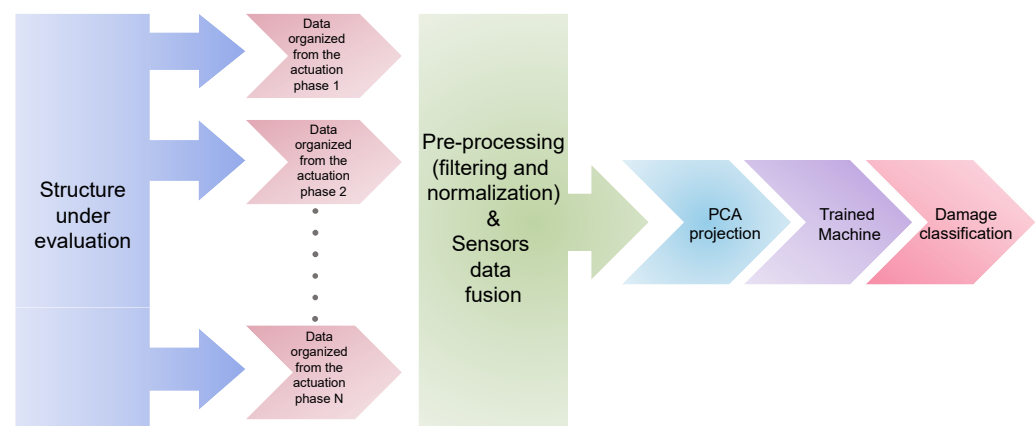 Structure
under
evaluation
Data
organized
from the
actuation
phase 1
Data
organized
from the
actuation
phase 2
Data
organized
from the
actuation
phase N
Pre-processing
(filtering and
normalization)
&
Sensors
data
fusion
PCA
projection
Trained
Machine
Damage
classification